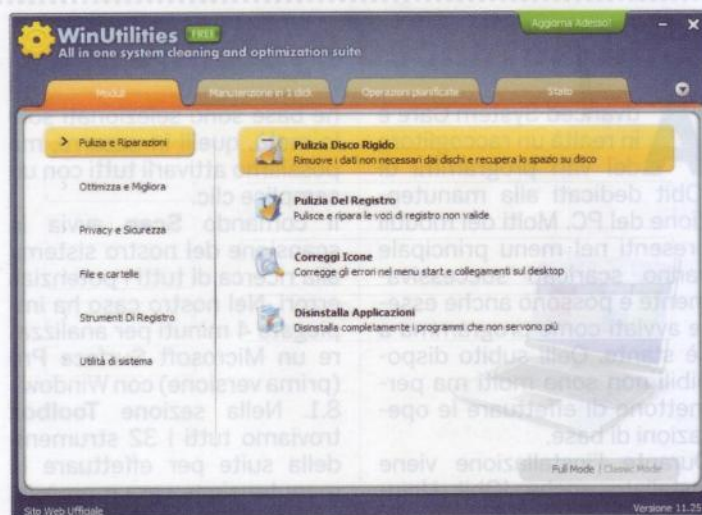 WinUtilities FREE
All in one system cleaning and optimization suite
Aggiorna Adesso!
Moduli
Manutenzione in 1 click
Operazioni pianificate
Stato
Pulizia e Riparazioni
Ottimizza e Migliora
Privacy e Sicurezza
File e cartelle
Strumenti Di Registro
Utilità di sistema
Pulizia Disco Rigido
Rimuove i dati non necessari dai dischi e recupera lo spazio su disco
Pulizia Del Registro
Pulisce e ripara le voci di registro non valide
Correggi Icone
Corregge gli errori nel menu start e collegamenti sul desktop
Disinstalla Applicazioni
Disinstalla completamente i programmi che non servono più
Full Mode | Classic Mode
Sito Web Ufficiale
Versione 11.25